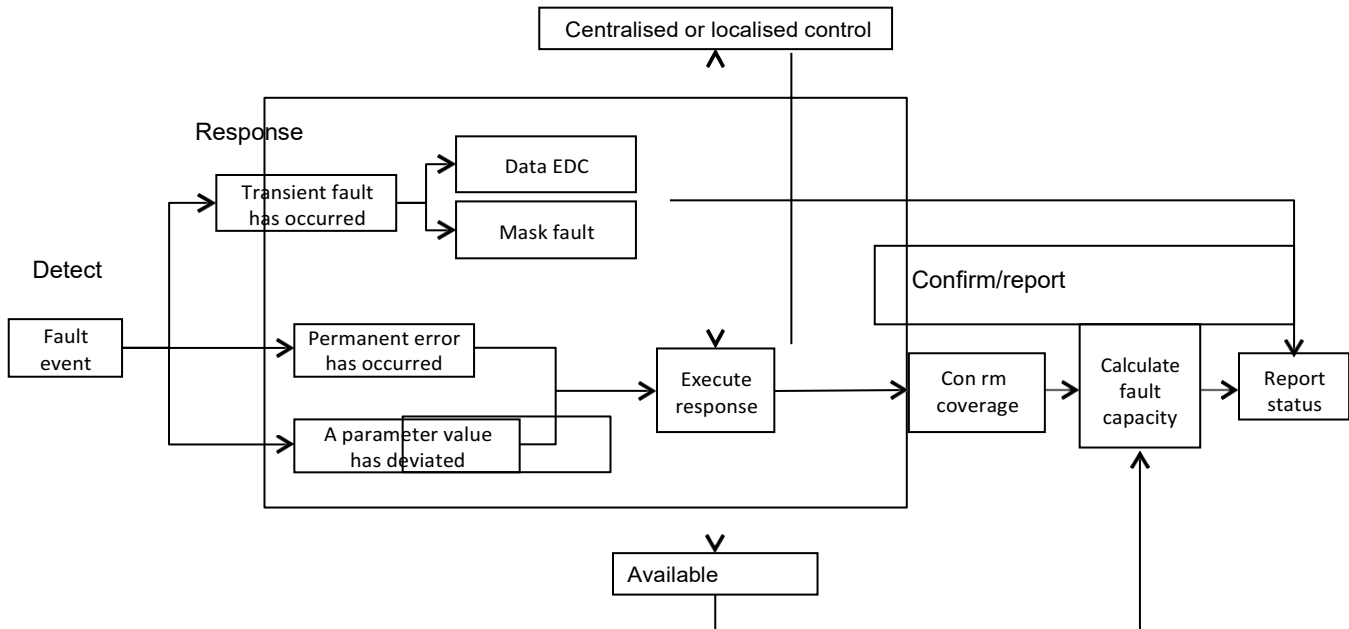 Centralised or localised control
Response
Data EDC
Transient fault
has occurred
Mask fault
Detect
Confirm/report
Fault
event
Permanent error
has occurred
Execute
response
Con rm
coverage
Calculate
fault
capacity
Report
status
A parameter value
has deviated
Available